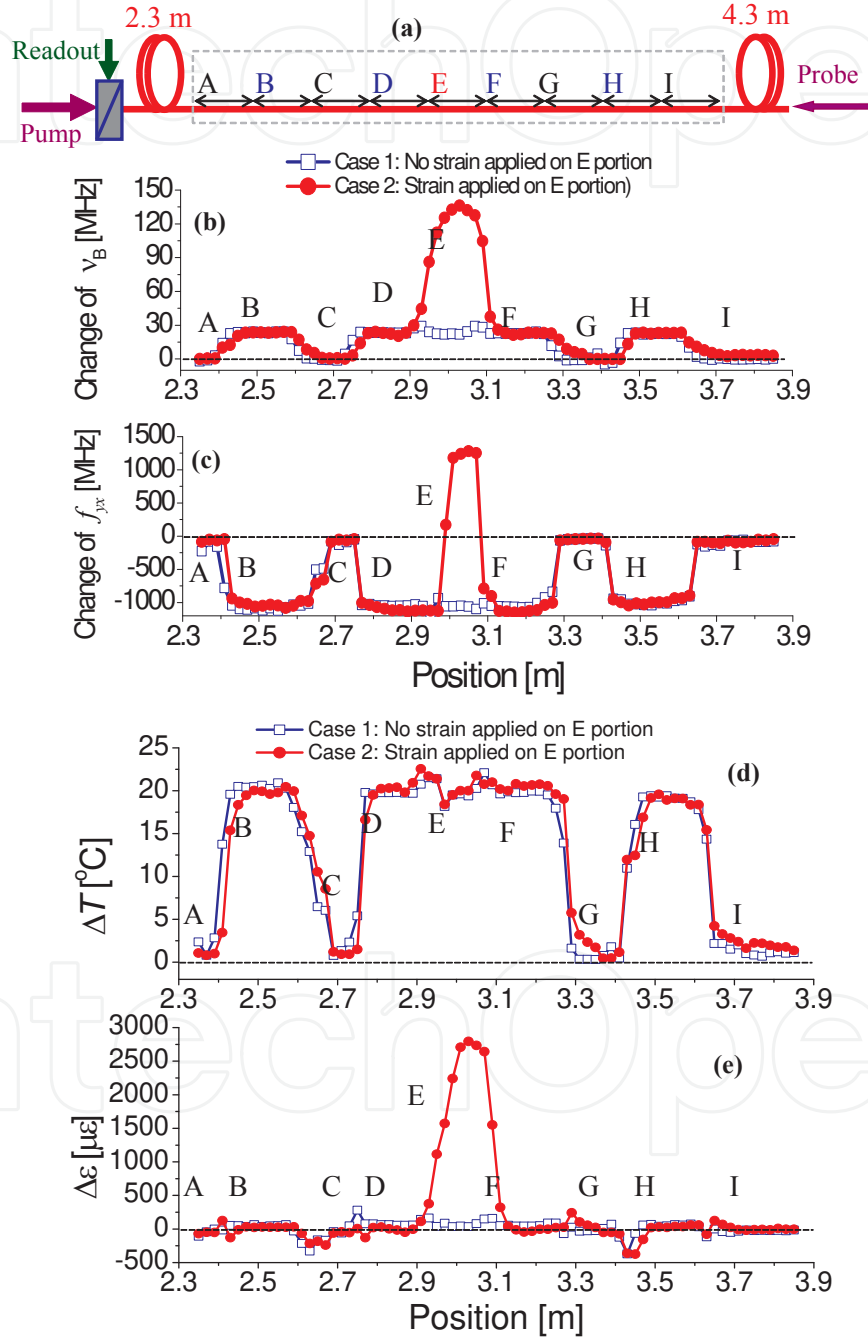 2.3 m
(a)
4.3 m
Readout
A B C D E F G H I
Probe
Pump
Case 1: No strain applied on E portion
Case 2: Strain applied on E portion)
Change of νB [MHz]
150
120
90
60
30
0
(b)
A
B
C
D
E
F
G
H
I
2.3 2.5 2.7 2.9 3.1 3.3 3.5 3.7 3.9
Change of fyx [MHz]
1500
1000
500
0
-500
-1000
(c)
A
B
C
D
E
F
G
H
I
2.3 2.5 2.7 2.9 3.1 3.3 3.5 3.7 3.9
Position [m]
Case 1: No strain applied on E portion
Case 2: Strain applied on E portion
ΔT [°C]
25
20
15
10
5
0
(d)
A
B
C
D
E
F
G
H
I
2.3 2.5 2.7 2.9 3.1 3.3 3.5 3.7 3.9
Δε [με]
3000
2500
2000
1500
1000
500
0
-500
(e)
A
B
C
D
E
F
G
H
I
2.3 2.5 2.7 2.9 3.1 3.3 3.5 3.7 3.9
Position [m]